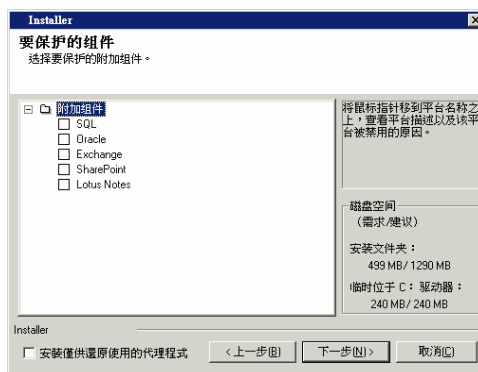 Installer
要保护的组件
选择要保护的附加组件。
附加组件
SQL
Oracle
Exchange
SharePoint
Lotus Notes
将鼠标指针移到平台名称之
上，查看平台描述以及该平
台被禁用的原因。
磁盘空间
（需求/建议）
安装文件夹：
499 MB/ 1290 MB
临时位于 C： 驱动器：
240 MB/ 240 MB
Installer
安裝僅供還原使用的代理程式
<上一步(B)
下一步(N)>
取消(C)